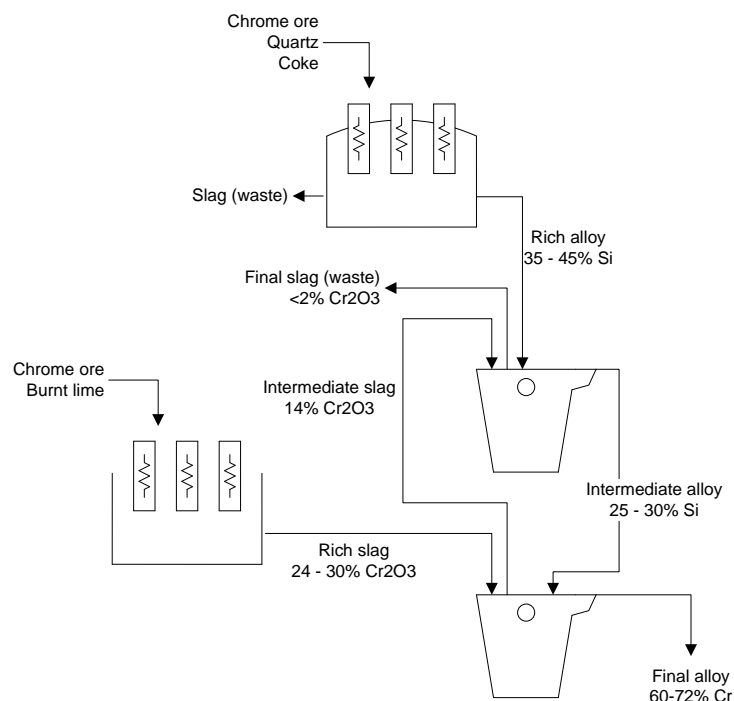 Chrome ore
Quartz
Coke
Slag (waste)
Rich alloy
35 - 45% Si
Final slag (waste)
<2% Cr2O3
Chrome ore
Burnt lime
Intermediate slag
14% Cr2O3
Intermediate alloy
25 - 30% Si
Rich slag
24 - 30% Cr2O3
Final alloy
60-72% Cr